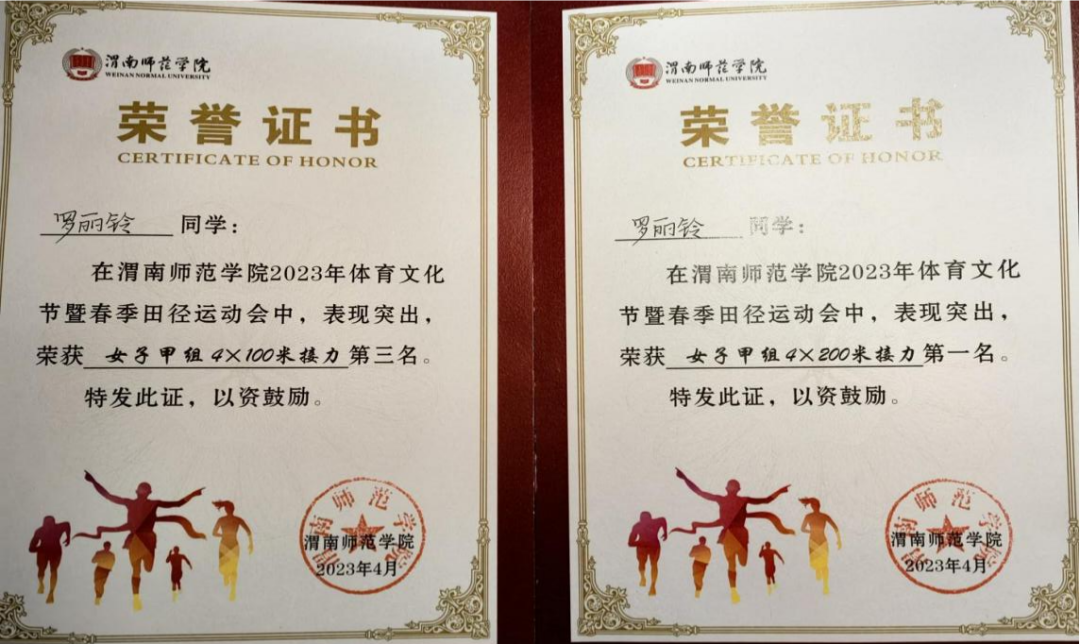 渭南师范学院
WEINAN NORMAL UNIVERSITY
荣誉证书
CERTIFICATE OF HONOR
罗丽铃 同学：
在渭南师范学院2023年体育文化
节暨春季田径运动会中，表现突出，
荣获 女子甲组4×100米接力 第三名。
特发此证，以资鼓励。
渭南师范学院
渭南师范学院
2023年4月
渭南师范学院
WEINAN NORMAL UNIVERSITY
荣誉证书
CERTIFICATE OF HONOR
罗丽铃 同学：
在渭南师范学院2023年体育文化
节暨春季田径运动会中，表现突出，
荣获 女子甲组4×200米接力 第一名。
特发此证，以资鼓励。
渭南师范学院
渭南师范学院
2023年4月